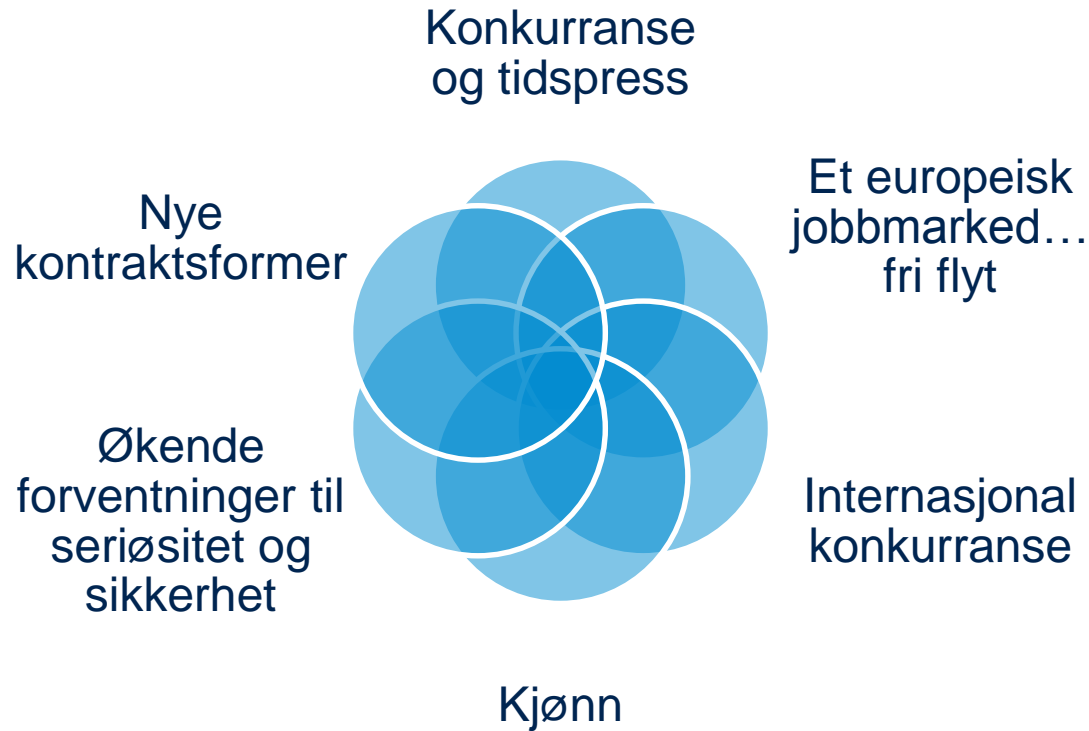 Konkurranse
og tidspress
Et europeisk
jobbmarked…
fri flyt
Nye
kontraktsformer
Økende
forventninger til
seriøsitet og
sikkerhet
Internasjonal
konkurranse
Kjønn